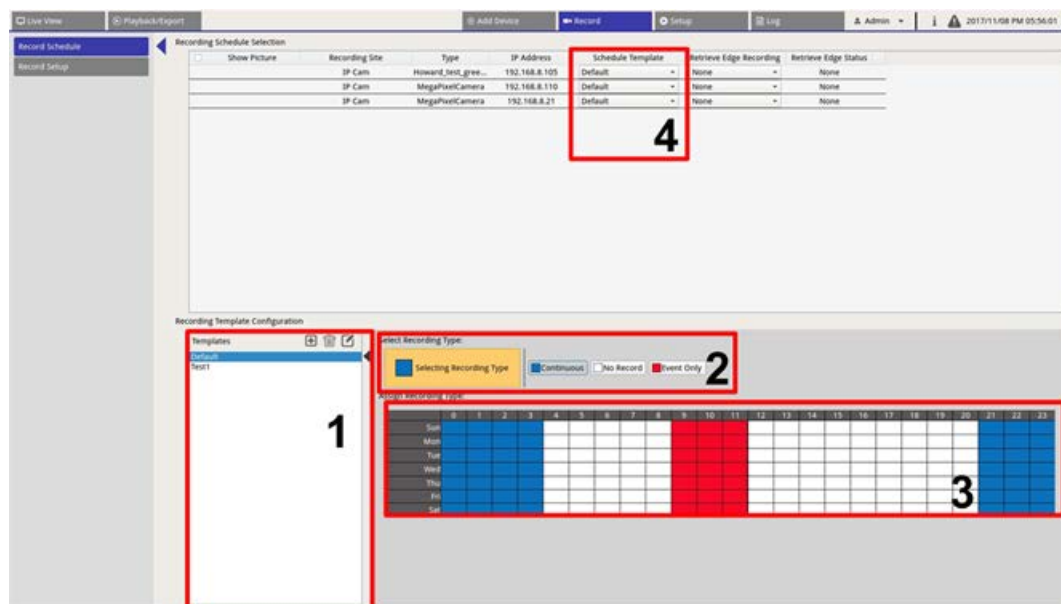 Live View Playback/Export Add Device Record Setup Log Admin i 2017/11/08 PM 05:56:01
Record Schedule
Record Setup
Recording Schedule Selection
Show Picture Recording Site Type IP Address Schedule Template Retrieve Edge Recording Retrieve Edge Status
IP Cam Howard_test_gree... 192.168.8.105 Default None None
IP Cam MegaPixelCamera 192.168.8.110 Default None None
IP Cam MegaPixelCamera 192.168.8.21 Default None None
4
Recording Template Configuration
Templates
Default
Test1
1
Select Recording Type:
Selecting Recording Type Continuous No Record Event Only
2
Assign Recording Type:
0 1 2 3 4 5 6 7 8 9 10 11 12 13 14 15 16 17 18 19 20 21 22 23
Sun
Mon
Tue
Wed
Thu
Fri
Sat
3